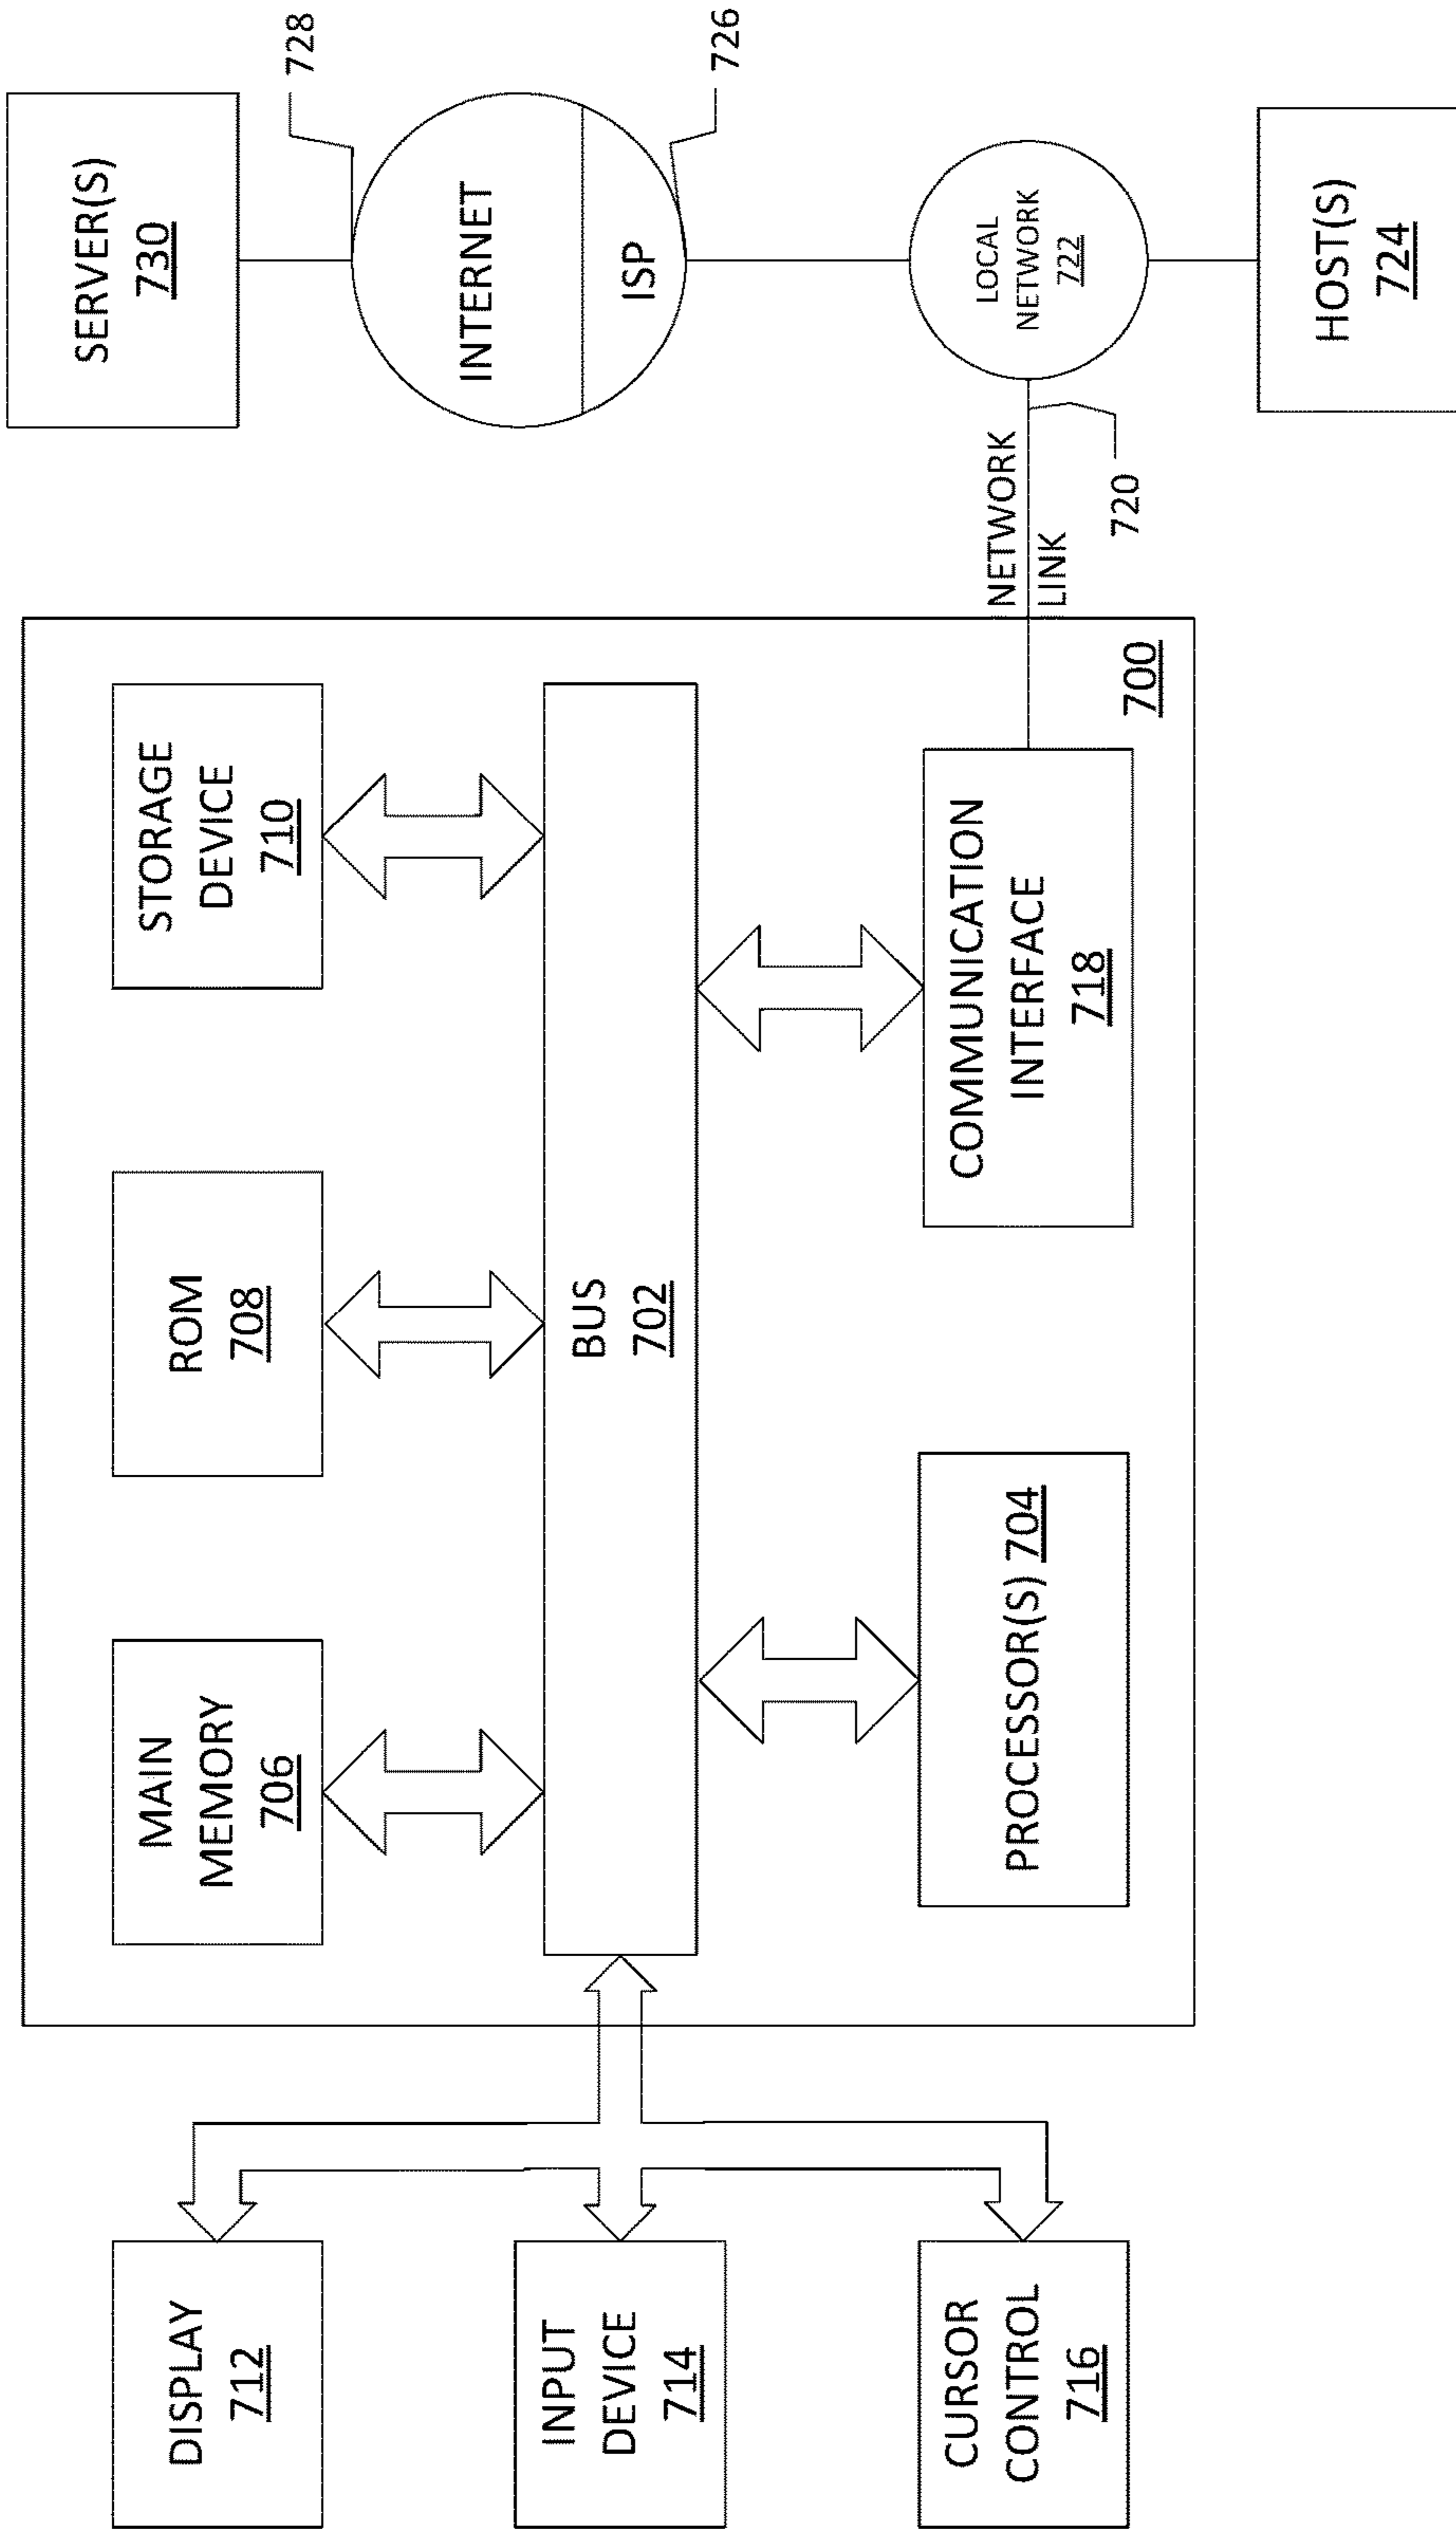 DISPLAY
712
INPUT
DEVICE
714
CURSOR
CONTROL
716
MAIN
MEMORY
706
ROM
708
STORAGE
DEVICE
710
BUS
702
PROCESSOR(S) 704
COMMUNICATION
INTERFACE
718
700
NETWORK
LINK
720
SERVER(S)
730
728
INTERNET
ISP
726
LOCAL
NETWORK
722
HOST(S)
724